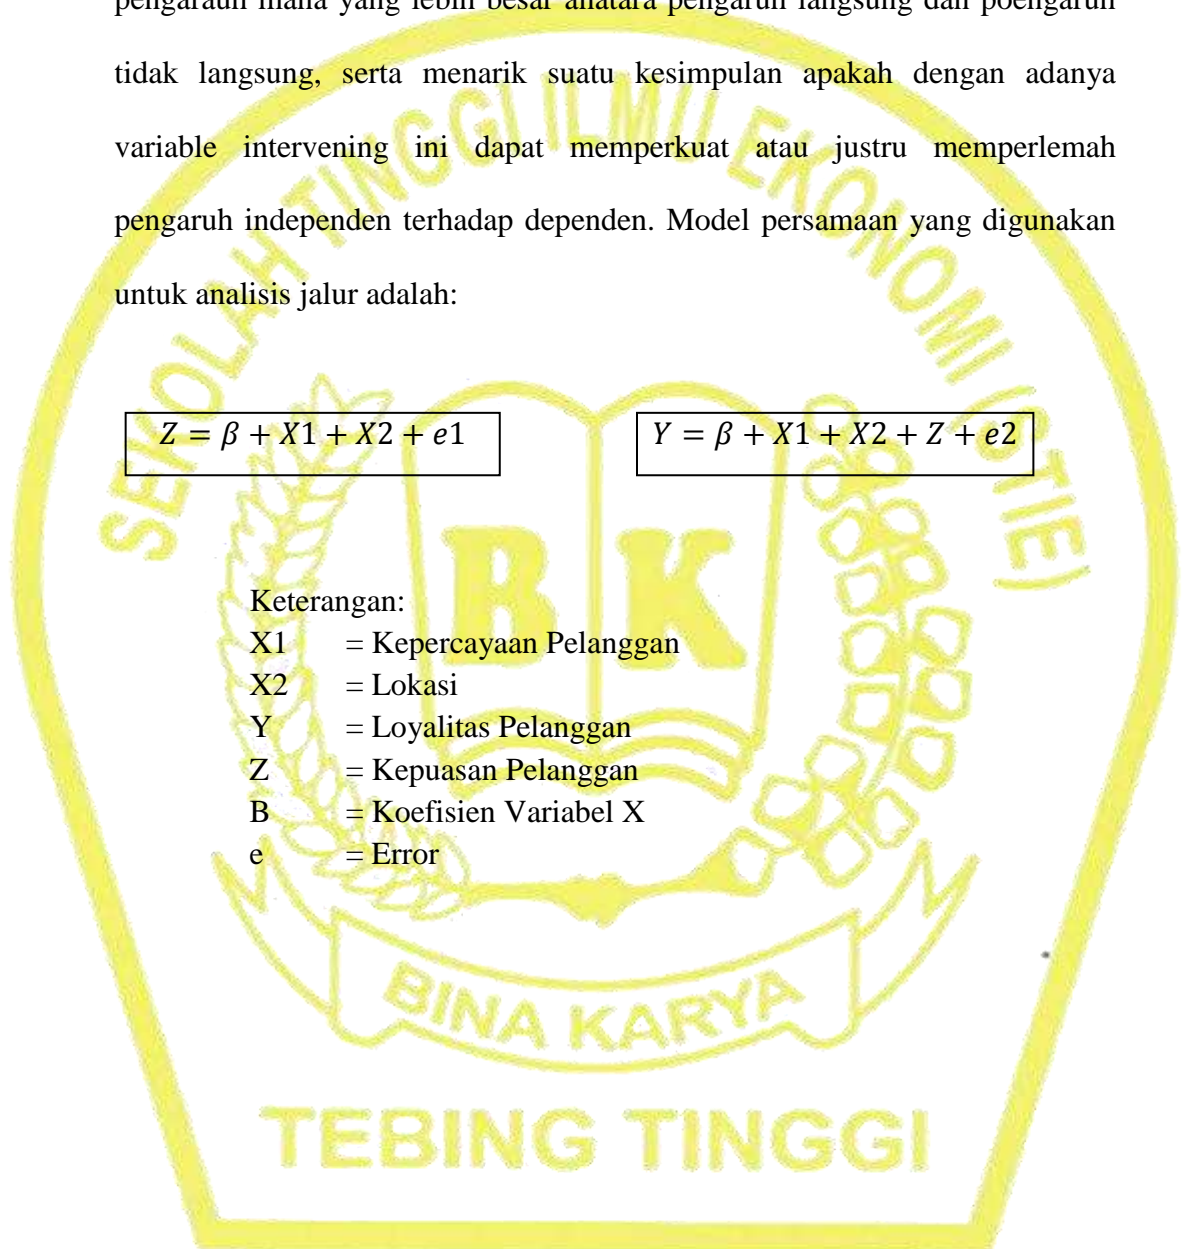 pengarauh mana yang lebih besar anatara pengaruh langsung dan poengaruh
tidak langsung, serta menarik suatu kesimpulan apakah dengan adanya
variable intervening ini dapat memperkuat atau justru memperlemah
pengaruh independen terhadap dependen. Model persamaan yang digunakan
untuk analisis jalur adalah:
Z = β + X1 + X2 + e1
Y = β + X1 + X2 + Z + e2
Keterangan:
X1 = Kepercayaan Pelanggan
X2 = Lokasi
Y = Loyalitas Pelanggan
Z = Kepuasan Pelanggan
B = Koefisien Variabel X
e = Error
SEKOLAH TINGGI ILMU EKONOMI (STIE)
B K
BINA KARYA
TEBING TINGGI